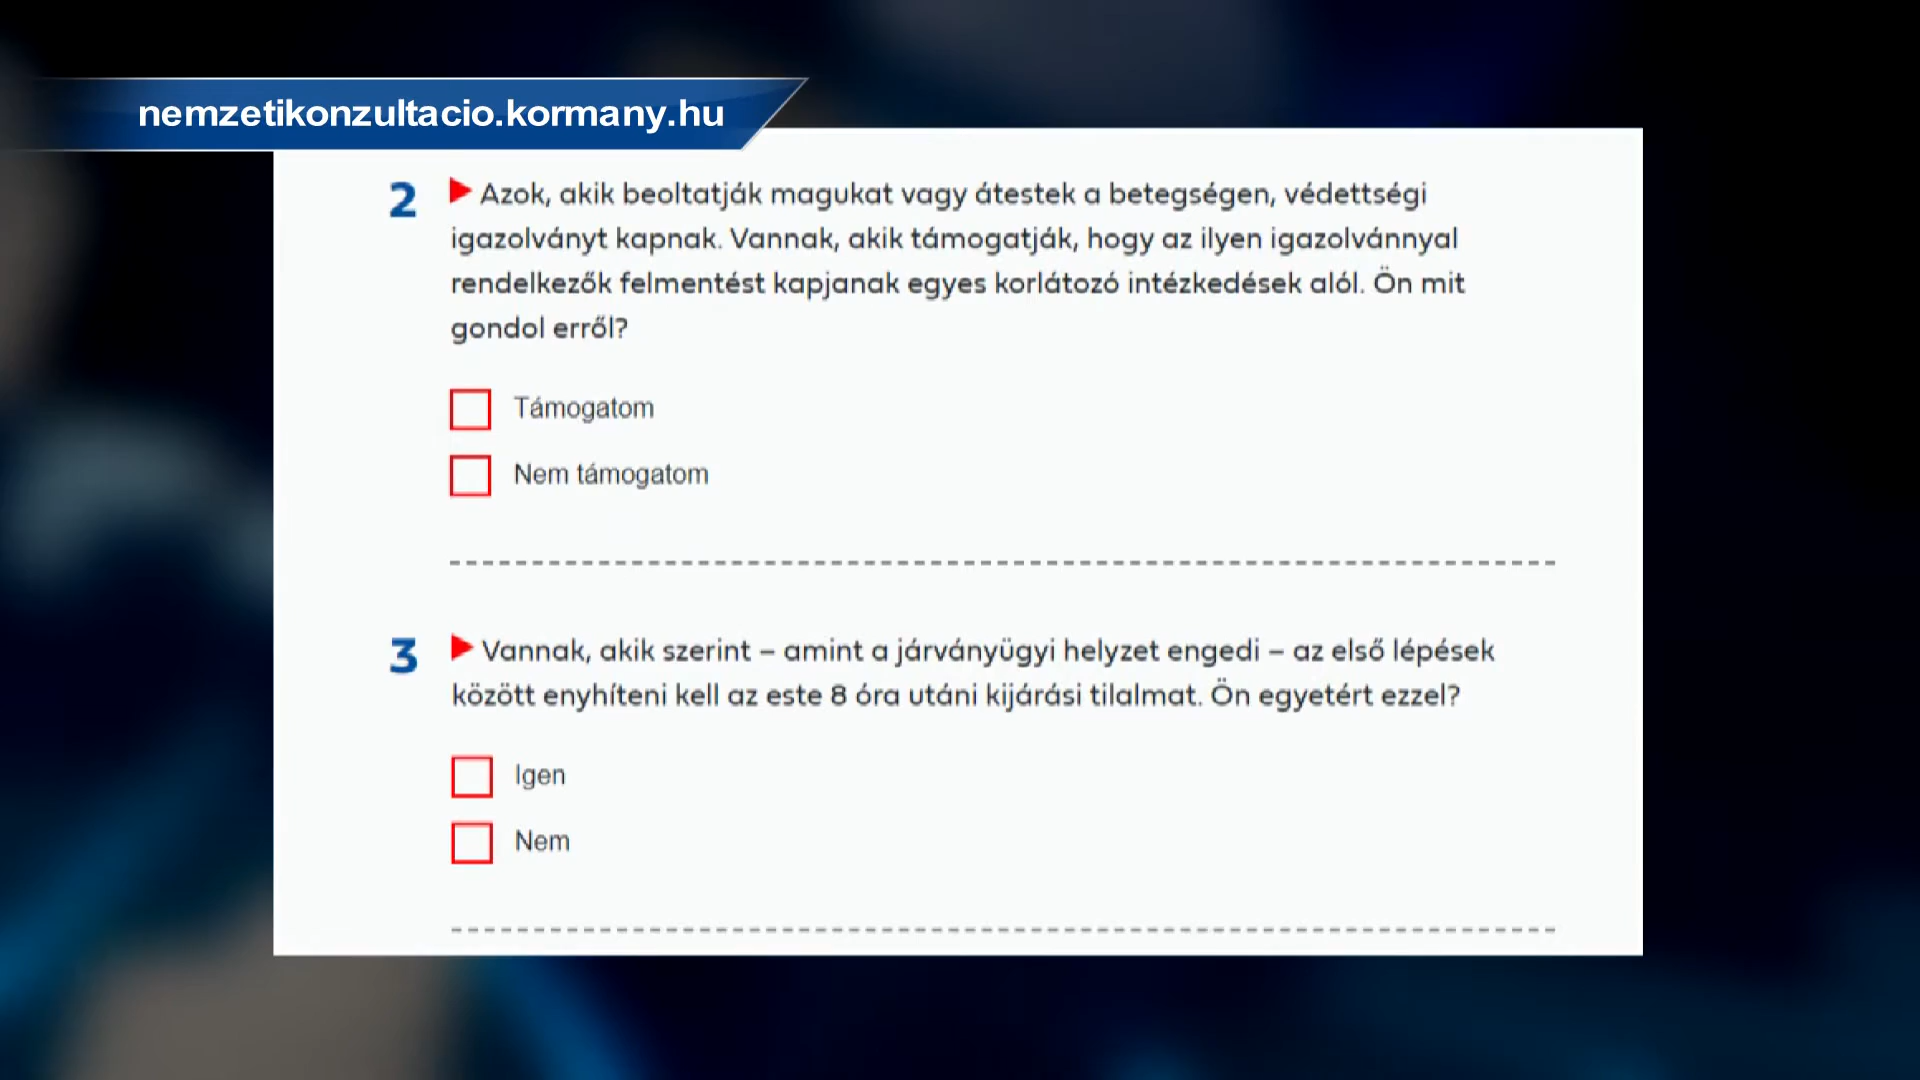 nemzetikonzultacio.kormany.hu
2 Azok, akik beoltatják magukat vagy átestek a betegségen, védettségi
igazolványt kapnak. Vannak, akik támogatják, hogy az ilyen igazolvánnyal
rendelkezők felmentést kapjanak egyes korlátozó intézkedések alól. Ön mit
gondol erről?
Támogatom
Nem támogatom
3 Vannak, akik szerint – amint a járványügyi helyzet engedi – az első lépések
között enyhíteni kell az este 8 óra utáni kijárási tilalmat. Ön egyetért ezzel?
Igen
Nem